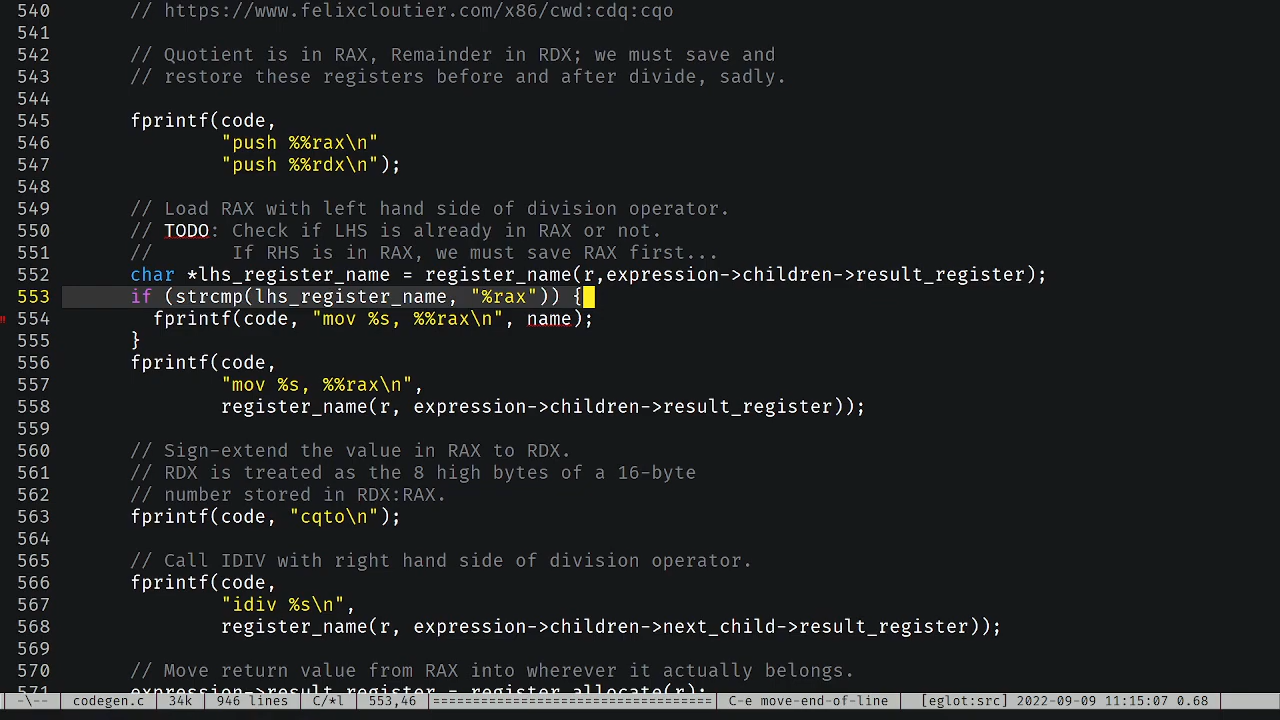 540 // https://www.felixcloutier.com/x86/cwd:cdq:cqo
541
542 // Quotient is in RAX, Remainder in RDX; we must save and
543 // restore these registers before and after divide, sadly.
544
545 fprintf(code,
546 "push %%rax\n"
547 "push %%rdx\n");
548
549 // Load RAX with left hand side of division operator.
550 // TODO: Check if LHS is already in RAX or not.
551 // If RHS is in RAX, we must save RAX first...
552 char *lhs_register_name = register_name(r,expression->children->result_register);
553 if (strcmp(lhs_register_name, "%rax")) {
554 fprintf(code, "mov %s, %%rax\n", name);
555 }
556 fprintf(code,
557 "mov %s, %%rax\n",
558 register_name(r, expression->children->result_register));
559
560 // Sign-extend the value in RAX to RDX.
561 // RDX is treated as the 8 high bytes of a 16-byte
562 // number stored in RDX:RAX.
563 fprintf(code, "cqto\n");
564
565 // Call IDIV with right hand side of division operator.
566 fprintf(code,
567 "idiv %s\n",
568 register_name(r, expression->children->next_child->result_register));
569
570 // Move return value from RAX into wherever it actually belongs.
571 expression->result_register = register_allocate(r);
-\-- codegen.c 34k 946 lines C/*l 553,46 ========================= C-e move-end-of-line [eglot:src] 2022-09-09 11:15:07 0.68